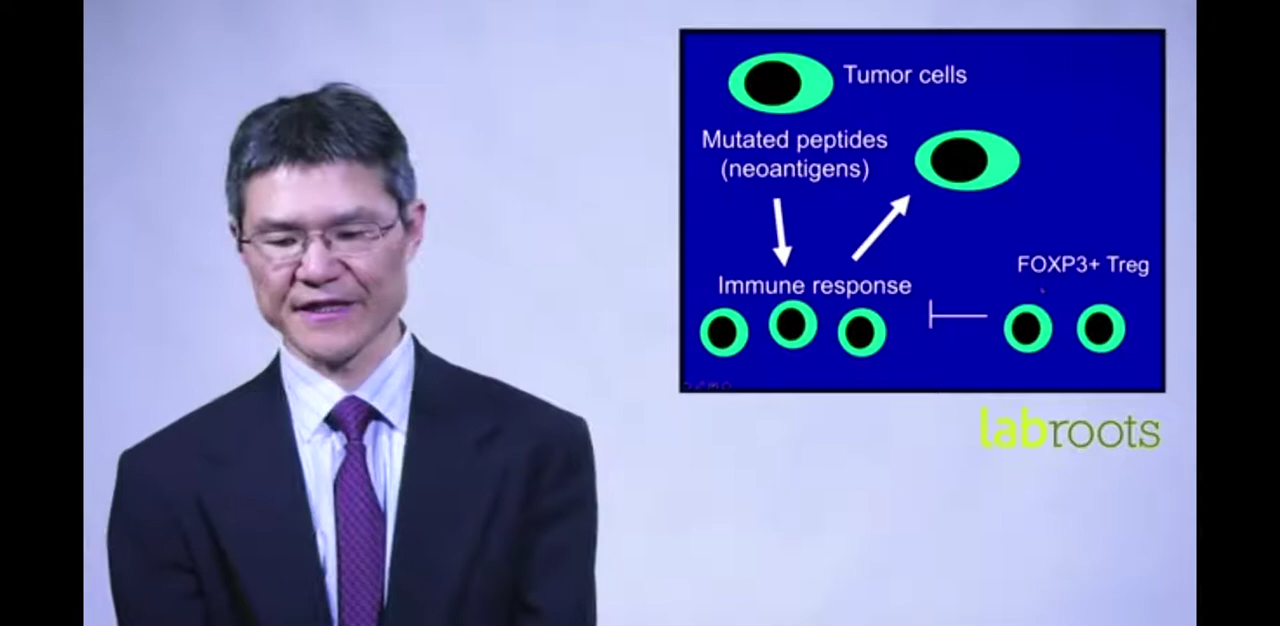 Tumor cells
Mutated peptides
(neoantigens)
Immune response
FOXP3+ Treg
labroots